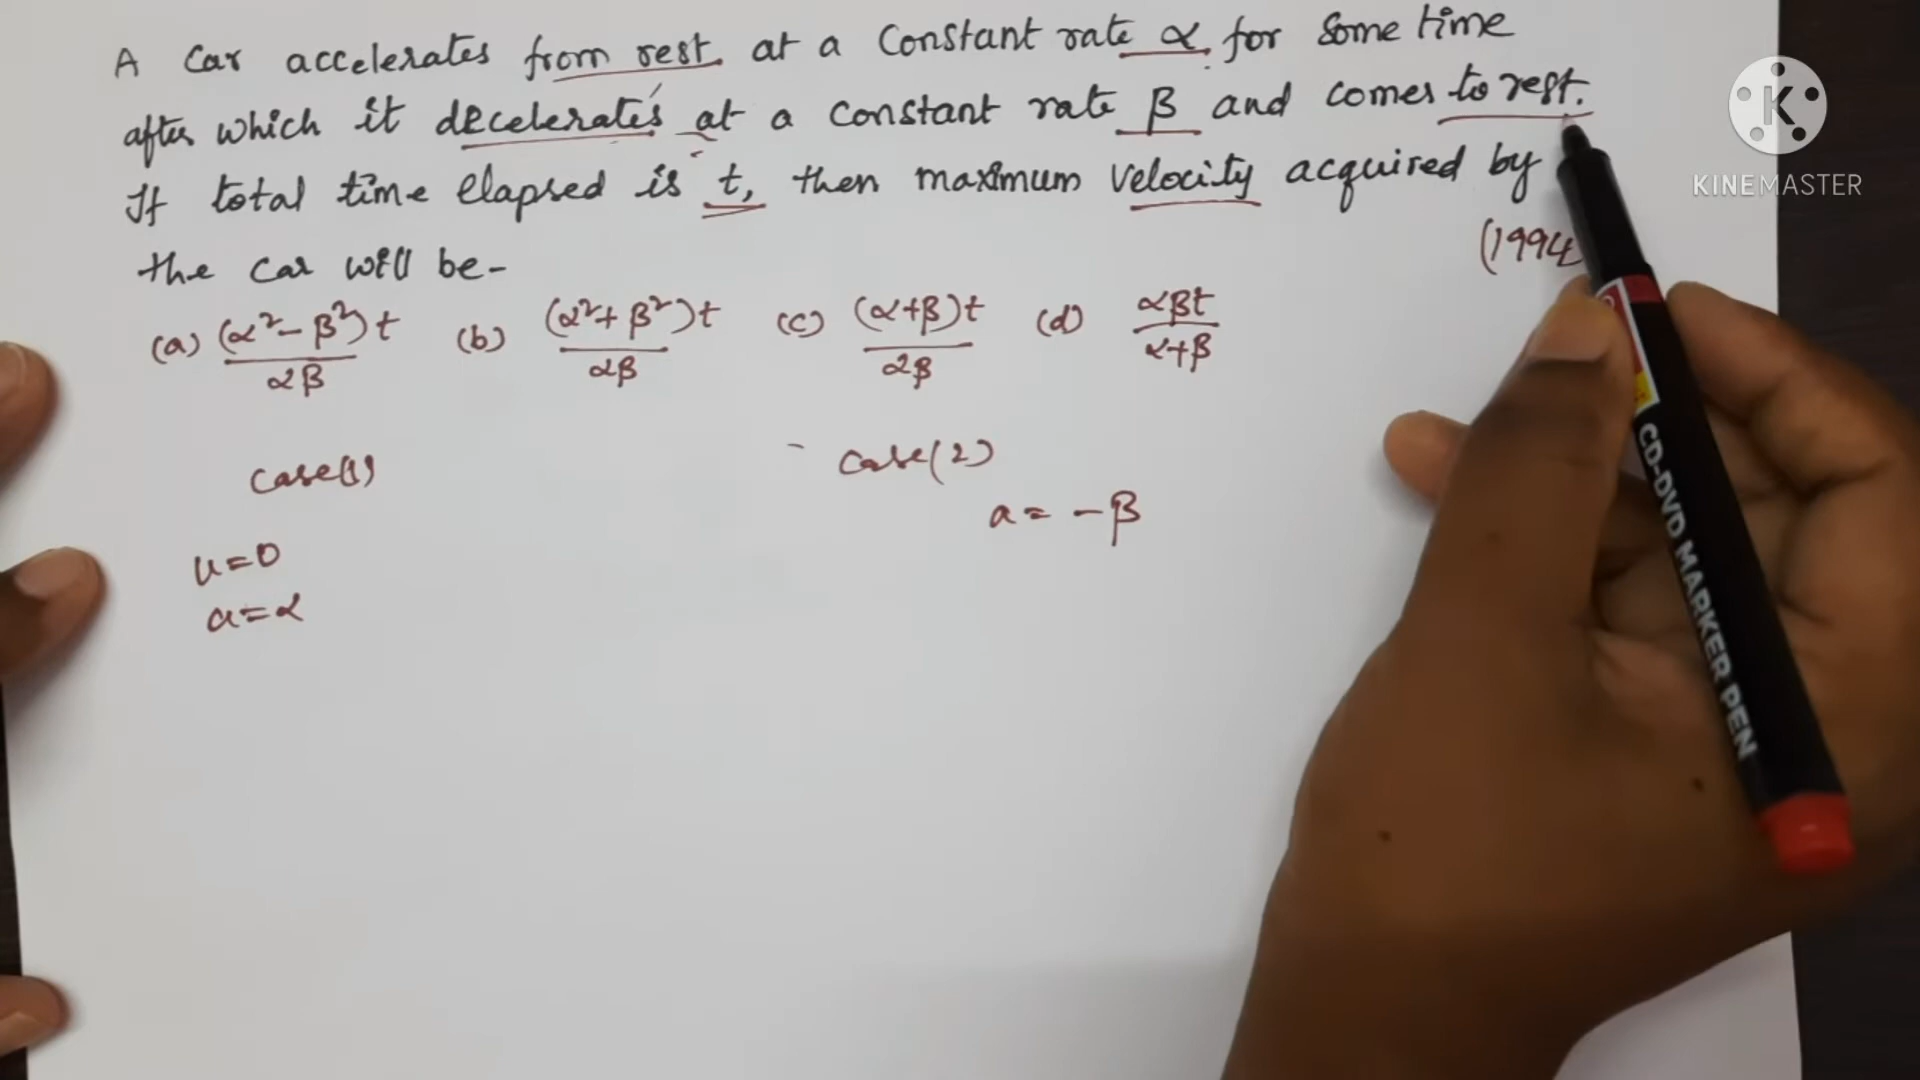 A car accelerates from rest at a constant rate α for some time
after which it decelerates at a constant rate β and comes to rest.
If total time elapsed is t, then maximum velocity acquired by
the car will be-
(1994
(a) (α²-β²)t/αβ (b) (α²+β²)t/αβ (c) (α+β)t/αβ (d) αβt/α+β
case(1)
case(2)
a = -β
u=0
a=α
K
KINEMASTER
CD-DVD MARKER PEN